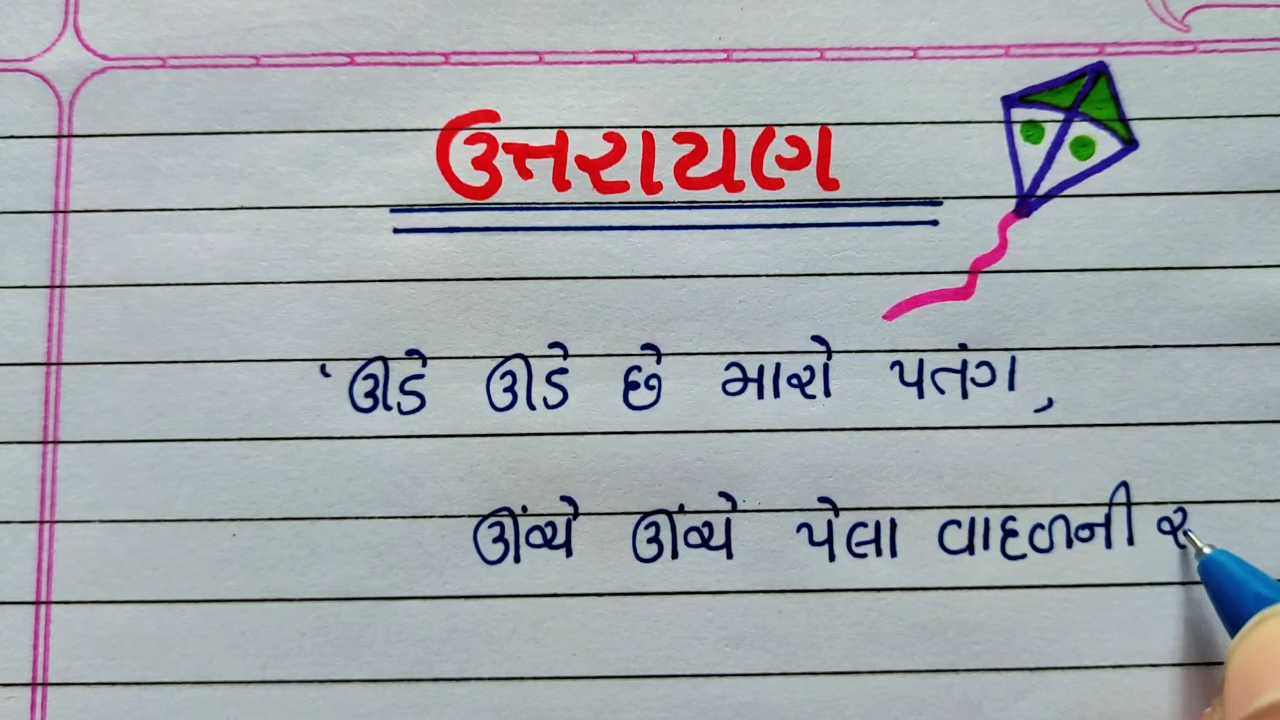 ઉત્તરાયણ
'ઊડે ઊડે છે મારો પતંગ,
ઊંચે ઊંચે પેલા વાદળની